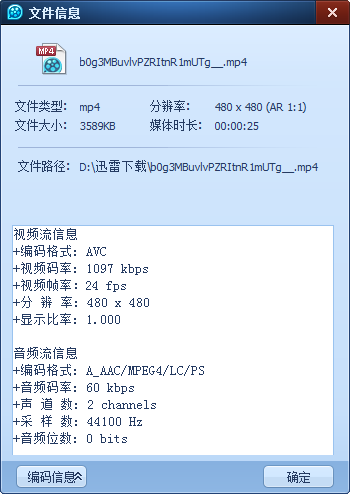 文件信息
MP4
b0g3MBuvlvPZRItnR1mUTg__.mp4
文件类型: mp4 分辨率: 480 x 480 (AR 1:1)
文件大小: 3589KB 媒体时长: 00:00:25
文件路径: D:\迅雷下载\b0g3MBuvlvPZRItnR1mUTg__.mp4
视频流信息
+编码格式: AVC
+视频码率: 1097 kbps
+视频帧率: 24 fps
+分 辨 率: 480 x 480
+显示比率: 1.000
音频流信息
+编码格式: A_AAC/MPEG4/LC/PS
+音频码率: 60 kbps
+声 道 数: 2 channels
+采 样 数: 44100 Hz
+音频位数: 0 bits
编码信息 确定